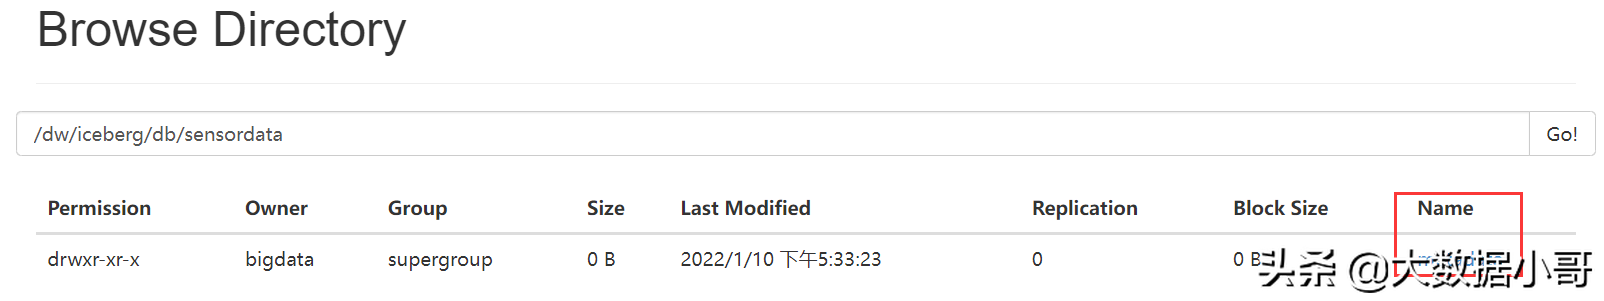 Browse Directory
/dw/iceberg/db/sensordata Go!
Permission Owner Group Size Last Modified Replication Block Size Name
drwxr-xr-x bigdata supergroup 0 B 2022/1/10 下午5:33:23 0 0 B
头条 @大数据小哥